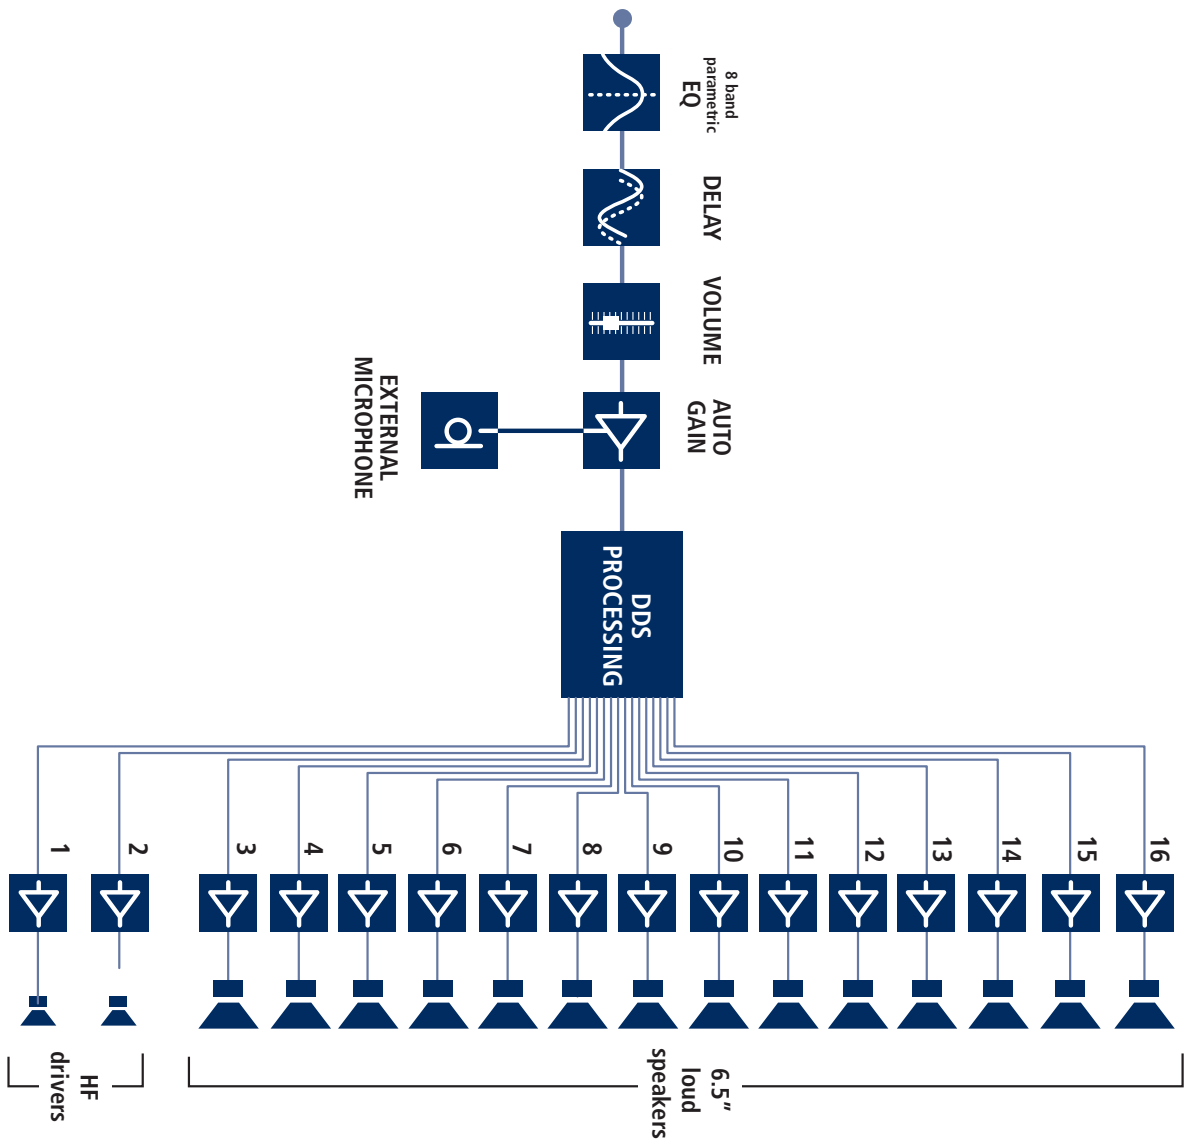 8 band
parametric
EQ
DELAY
VOLUME
AUTO
GAIN
EXTERNAL
MICROPHONE
DDS
PROCESSING
1
2
3
4
5
6
7
8
9
10
11
12
13
14
15
16
HF
drivers
6.5”
loud
speakers